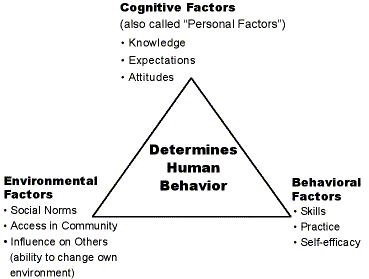 Cognitive Factors
(also called "Personal Factors")
• Knowledge
• Expectations
• Attitudes
Determines
Human
Behavior
Environmental
Factors
• Social Norms
• Access in Community
• Influence on Others
(ability to change own
environment)
Behavioral
Factors
• Skills
• Practice
• Self-efficacy